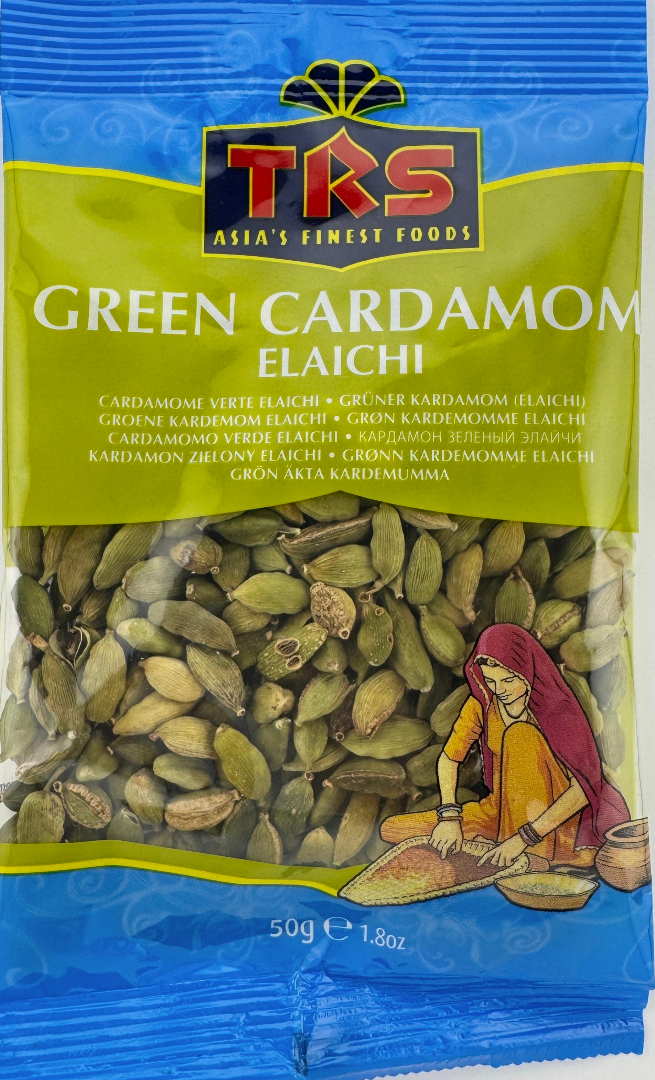 TRS
ASIA'S FINEST FOODS
GREEN CARDAMOM
ELAICHI
CARDAMOME VERTE ELAICHI • GRÜNER KARDAMOM (ELAICHI)
GROENE KARDEMOM ELAICHI • GRØN KARDEMOMME ELAICHI
CARDAMOMO VERDE ELAICHI • КАРДАМОН ЗЕЛЕНЫЙ ЭЛАЙЧИ
KARDAMON ZIELONY ELAICHI • GRØNN KARDEMOMME ELAICHI
GRÖN ÄKTA KARDEMUMMA
50g ℮ 1.8oz